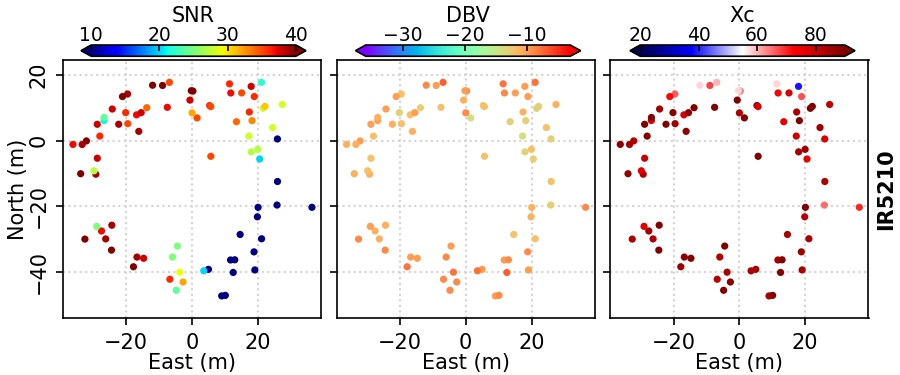 SNR DBV Xc
10 20 30 40 −30 −20 −10 20 40 60 80
20
0
−20
−40
North (m)
IR5210
−20 0 20 −20 0 20 −20 0 20
East (m) East (m) East (m)